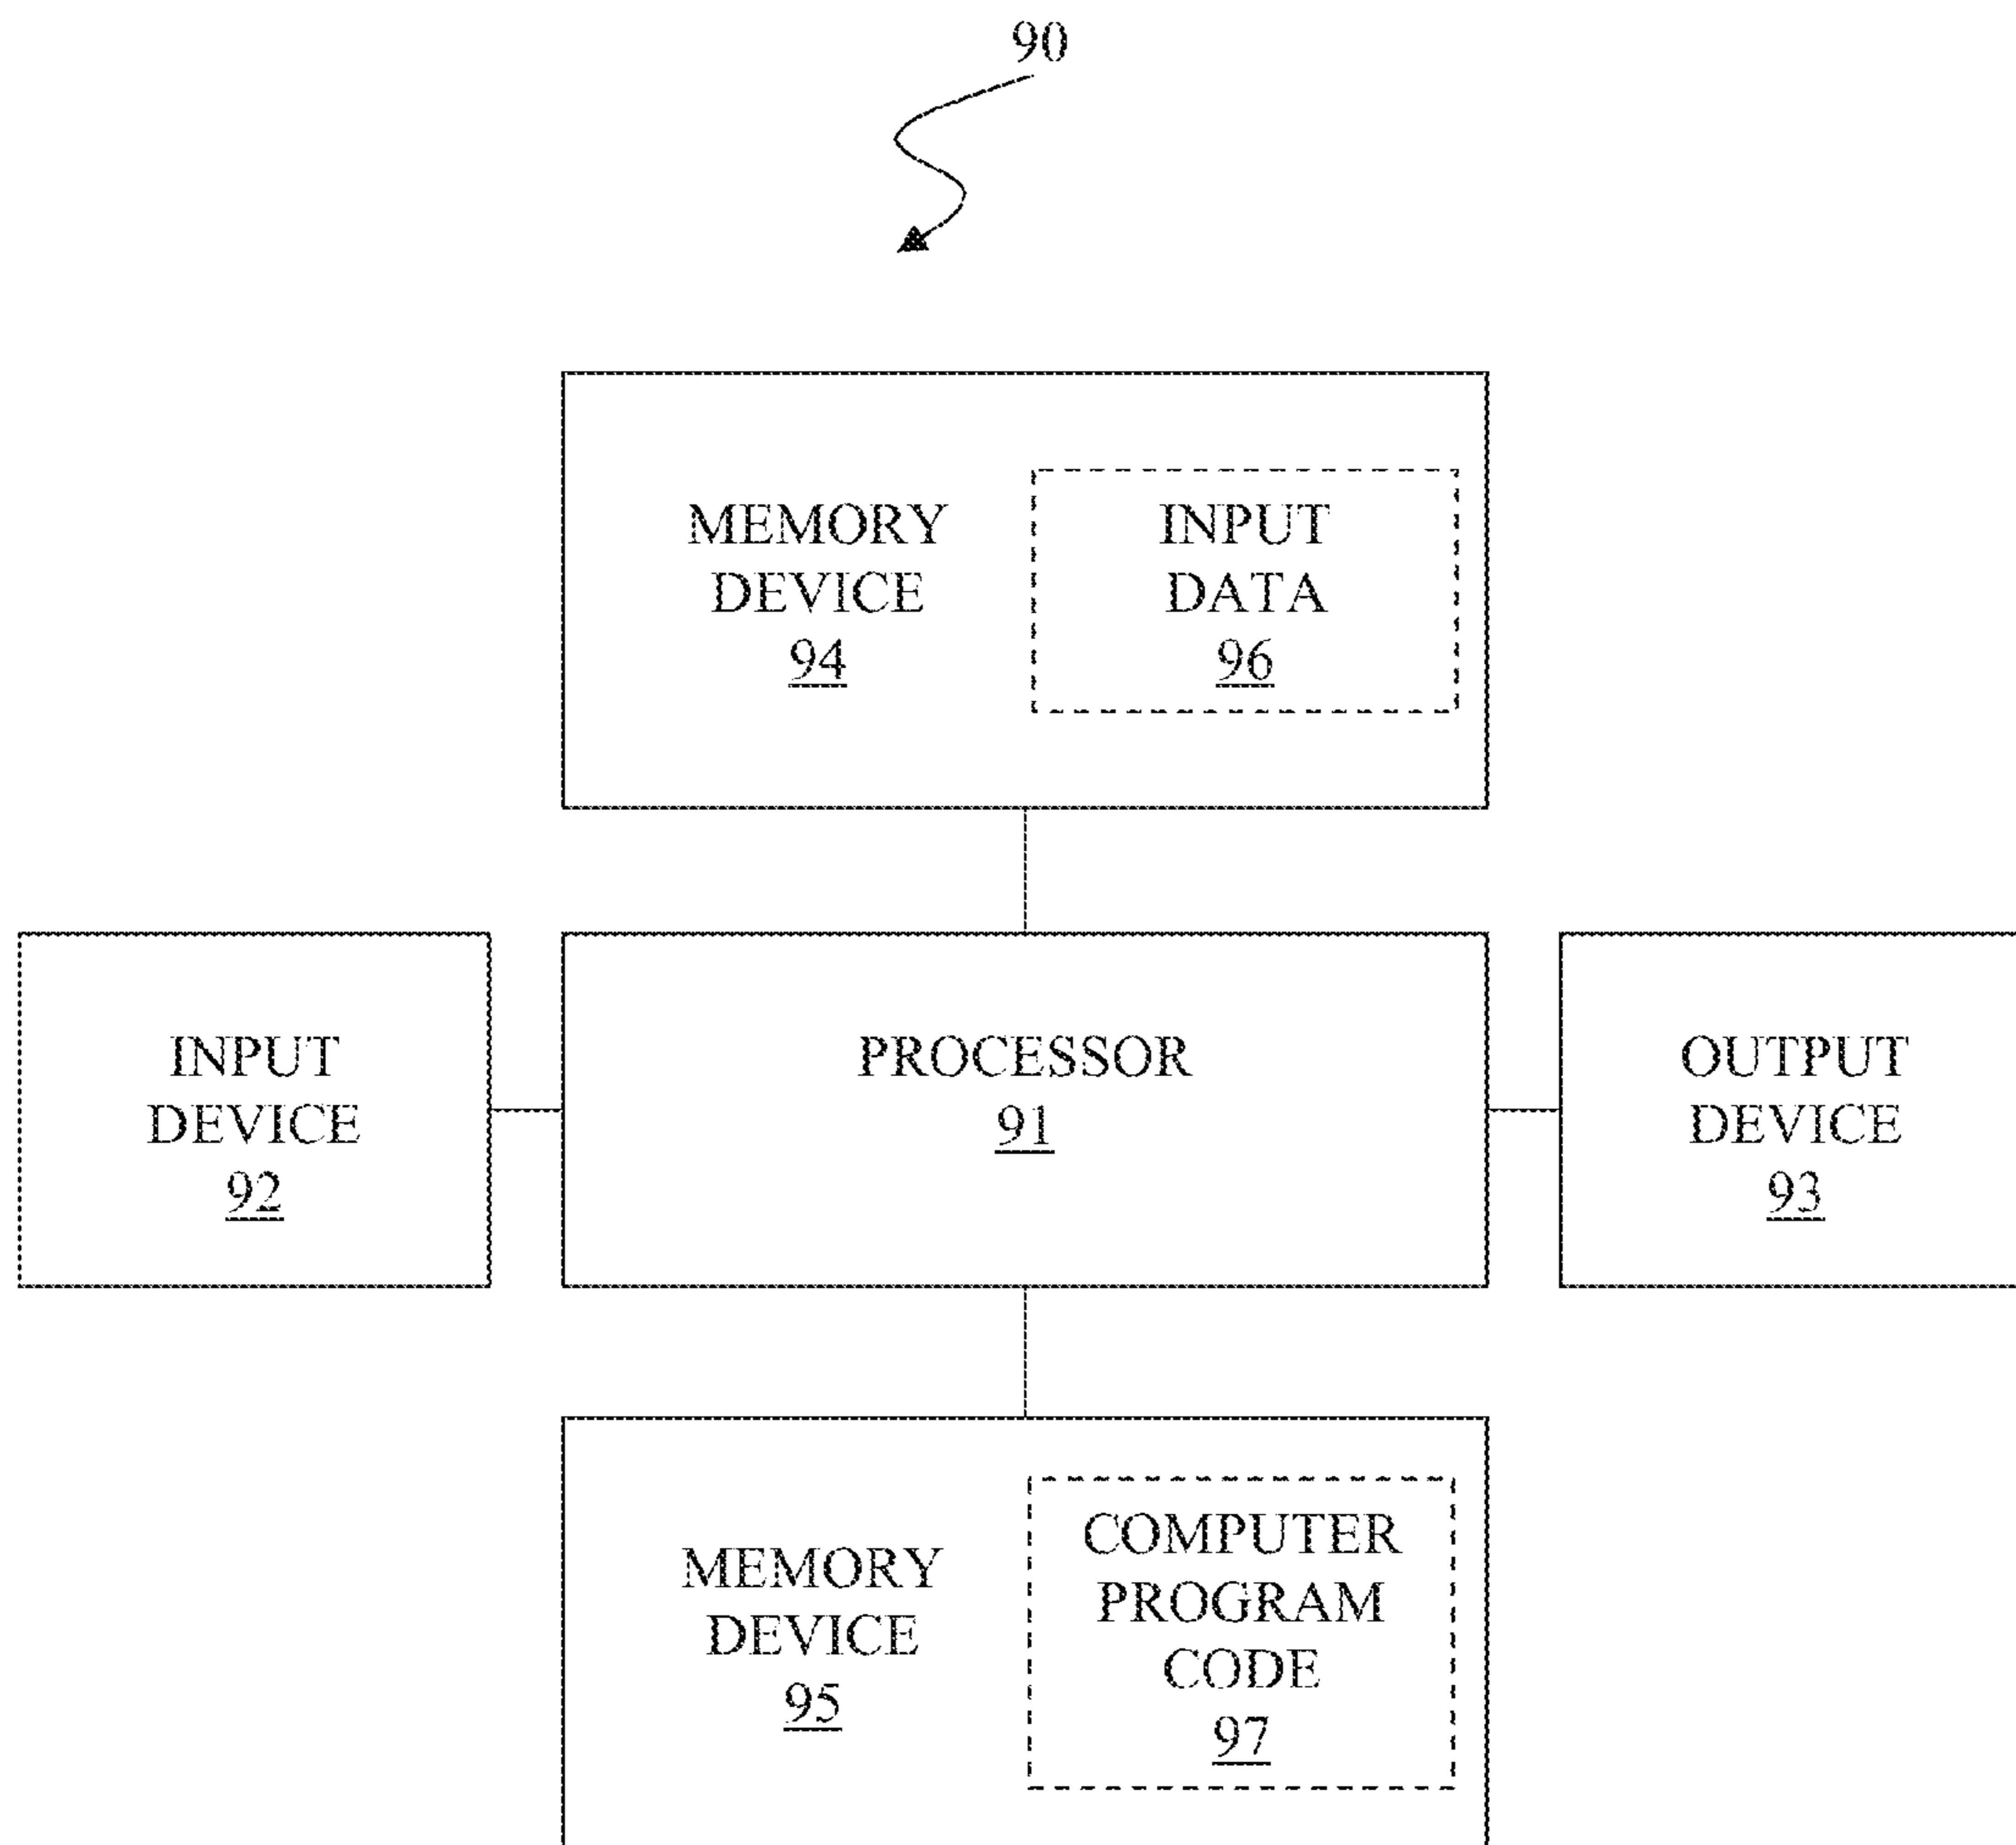 90
MEMORY
DEVICE
94
INPUT
DATA
96
INPUT
DEVICE
92
PROCESSOR
91
OUTPUT
DEVICE
93
MEMORY
DEVICE
95
COMPUTER
PROGRAM
CODE
97